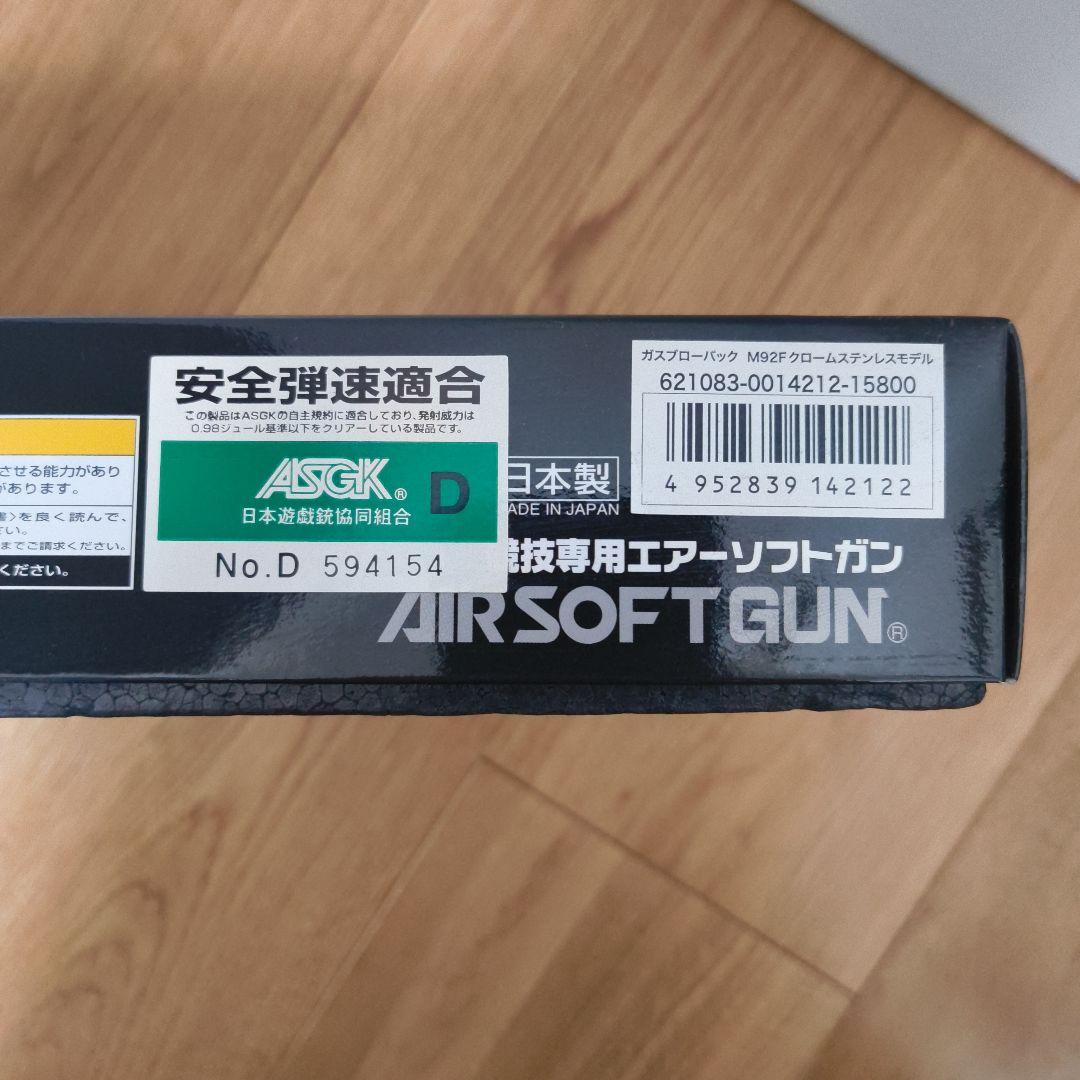 させる能力があり
があります。
を良く読んで、
さい。
までご請求ください。
ください。
安全弾速適合
この製品はASGKの自主規約に適合しており、発射威力は
0.98ジュール基準以下をクリアーしている製品です。
ASGK® D
日本遊戯銃協同組合
No.D 594154
ガスブローバック M92Fクロームステンレスモデル
621083-0014212-15800
4 952839 142122
日本製
MADE IN JAPAN
競技専用エアーソフトガン
AIR SOFT GUN®